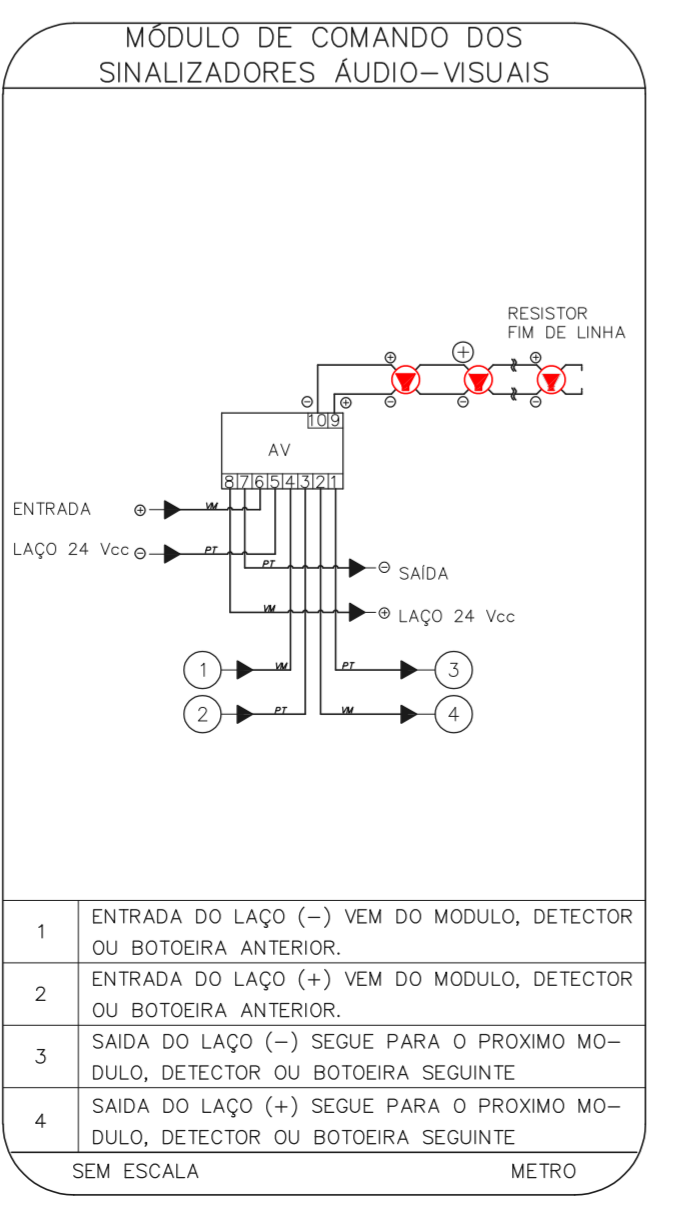 MÓDULO DE COMANDO DOS
SINALIZADORES ÁUDIO-VISUAIS
RESISTOR
FIM DE LINHA
⊕ ⊕ ⊕
⊖ ⊖ ⊖
⊖ ⊕
10 9
AV
8 7 6 5 4 3 2 1
ENTRADA ⊕ VM
LAÇO 24 Vcc ⊖ PT
PT ⊖ SAÍDA
VM ⊕ LAÇO 24 Vcc
1 VM PT 3
2 PT VM 4
1 ENTRADA DO LAÇO (-) VEM DO MODULO, DETECTOR
OU BOTOEIRA ANTERIOR.
2 ENTRADA DO LAÇO (+) VEM DO MODULO, DETECTOR
OU BOTOEIRA ANTERIOR.
3 SAIDA DO LAÇO (-) SEGUE PARA O PROXIMO MO-
DULO, DETECTOR OU BOTOEIRA SEGUINTE
4 SAIDA DO LAÇO (+) SEGUE PARA O PROXIMO MO-
DULO, DETECTOR OU BOTOEIRA SEGUINTE
SEM ESCALA METRO